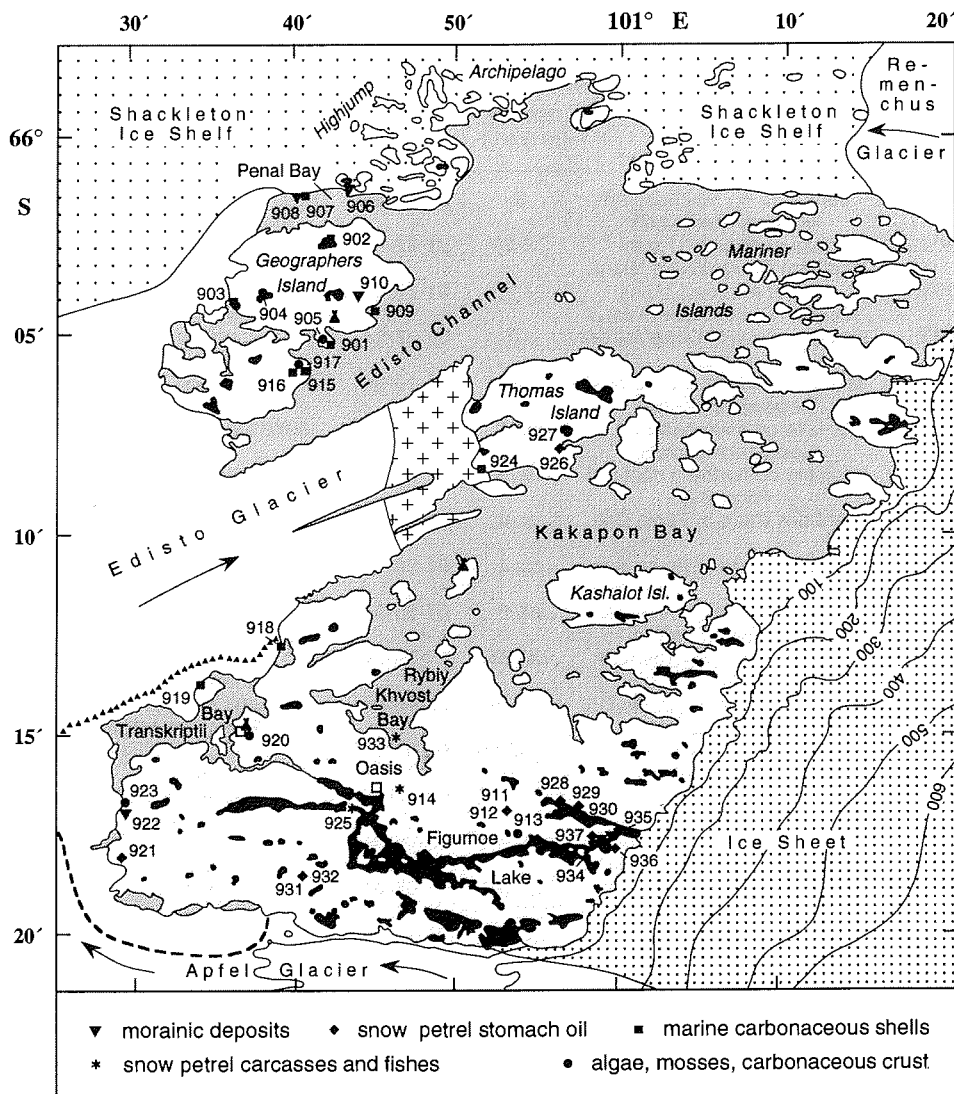 30´ 40´ 50´ 101° E 10´ 20´
Archipelago
Highjump
Re-
men-
chus
Glacier
Shackleton
Ice Shelf
Shackleton
Ice Shelf
66°
S
Penal Bay
908 907 906
902
Geographers
Island
910
903
904
905
909
Mariner
Islands
05´
901
917
916 915
Edisto Channel
Thomas
Island
927
924 926
Edisto Glacier
10´
Kakapon Bay
Kashalot Isl.
100
200
300
400
500
600
918
919
Rybiy
Khvost
Bay
Bay
Transkriptii
15´
920
933
Oasis
914
911
912
913
928
929
930
935
923
922
925
937
Figurnoe
Lake
934
936
Ice Sheet
921
931 932
20´
Apfel Glacier
morainic deposits
snow petrel stomach oil
marine carbonaceous shells
snow petrel carcasses and fishes
algae, mosses, carbonaceous crust